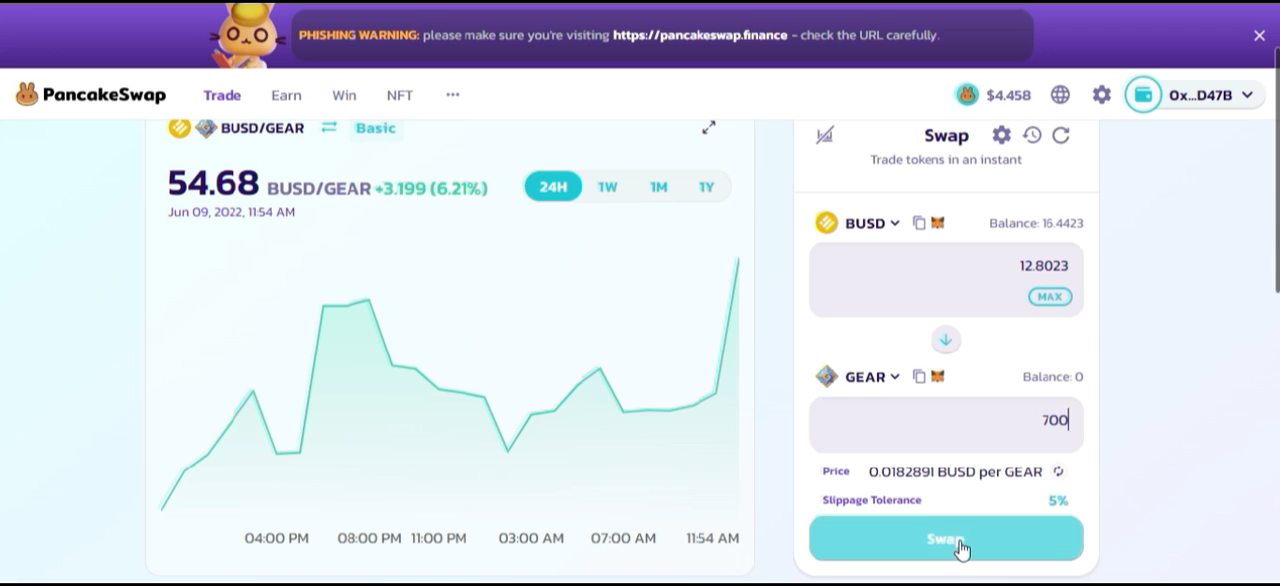 PHISHING WARNING: please make sure you're visiting https://pancakeswap.finance - check the URL carefully.
PancakeSwap Trade Earn Win NFT ... $4.458 0x...D47B
BUSD/GEAR Basic
54.68 BUSD/GEAR +3.199 (6.21%) 24H 1W 1M 1Y
Jun 09, 2022, 11:54 AM
04:00 PM 08:00 PM 11:00 PM 03:00 AM 07:00 AM 11:54 AM
Swap
Trade tokens in an instant
BUSD Balance: 16.4423
12.8023
MAX
GEAR Balance: 0
700
Price 0.0182891 BUSD per GEAR
Slippage Tolerance 5%
Swap